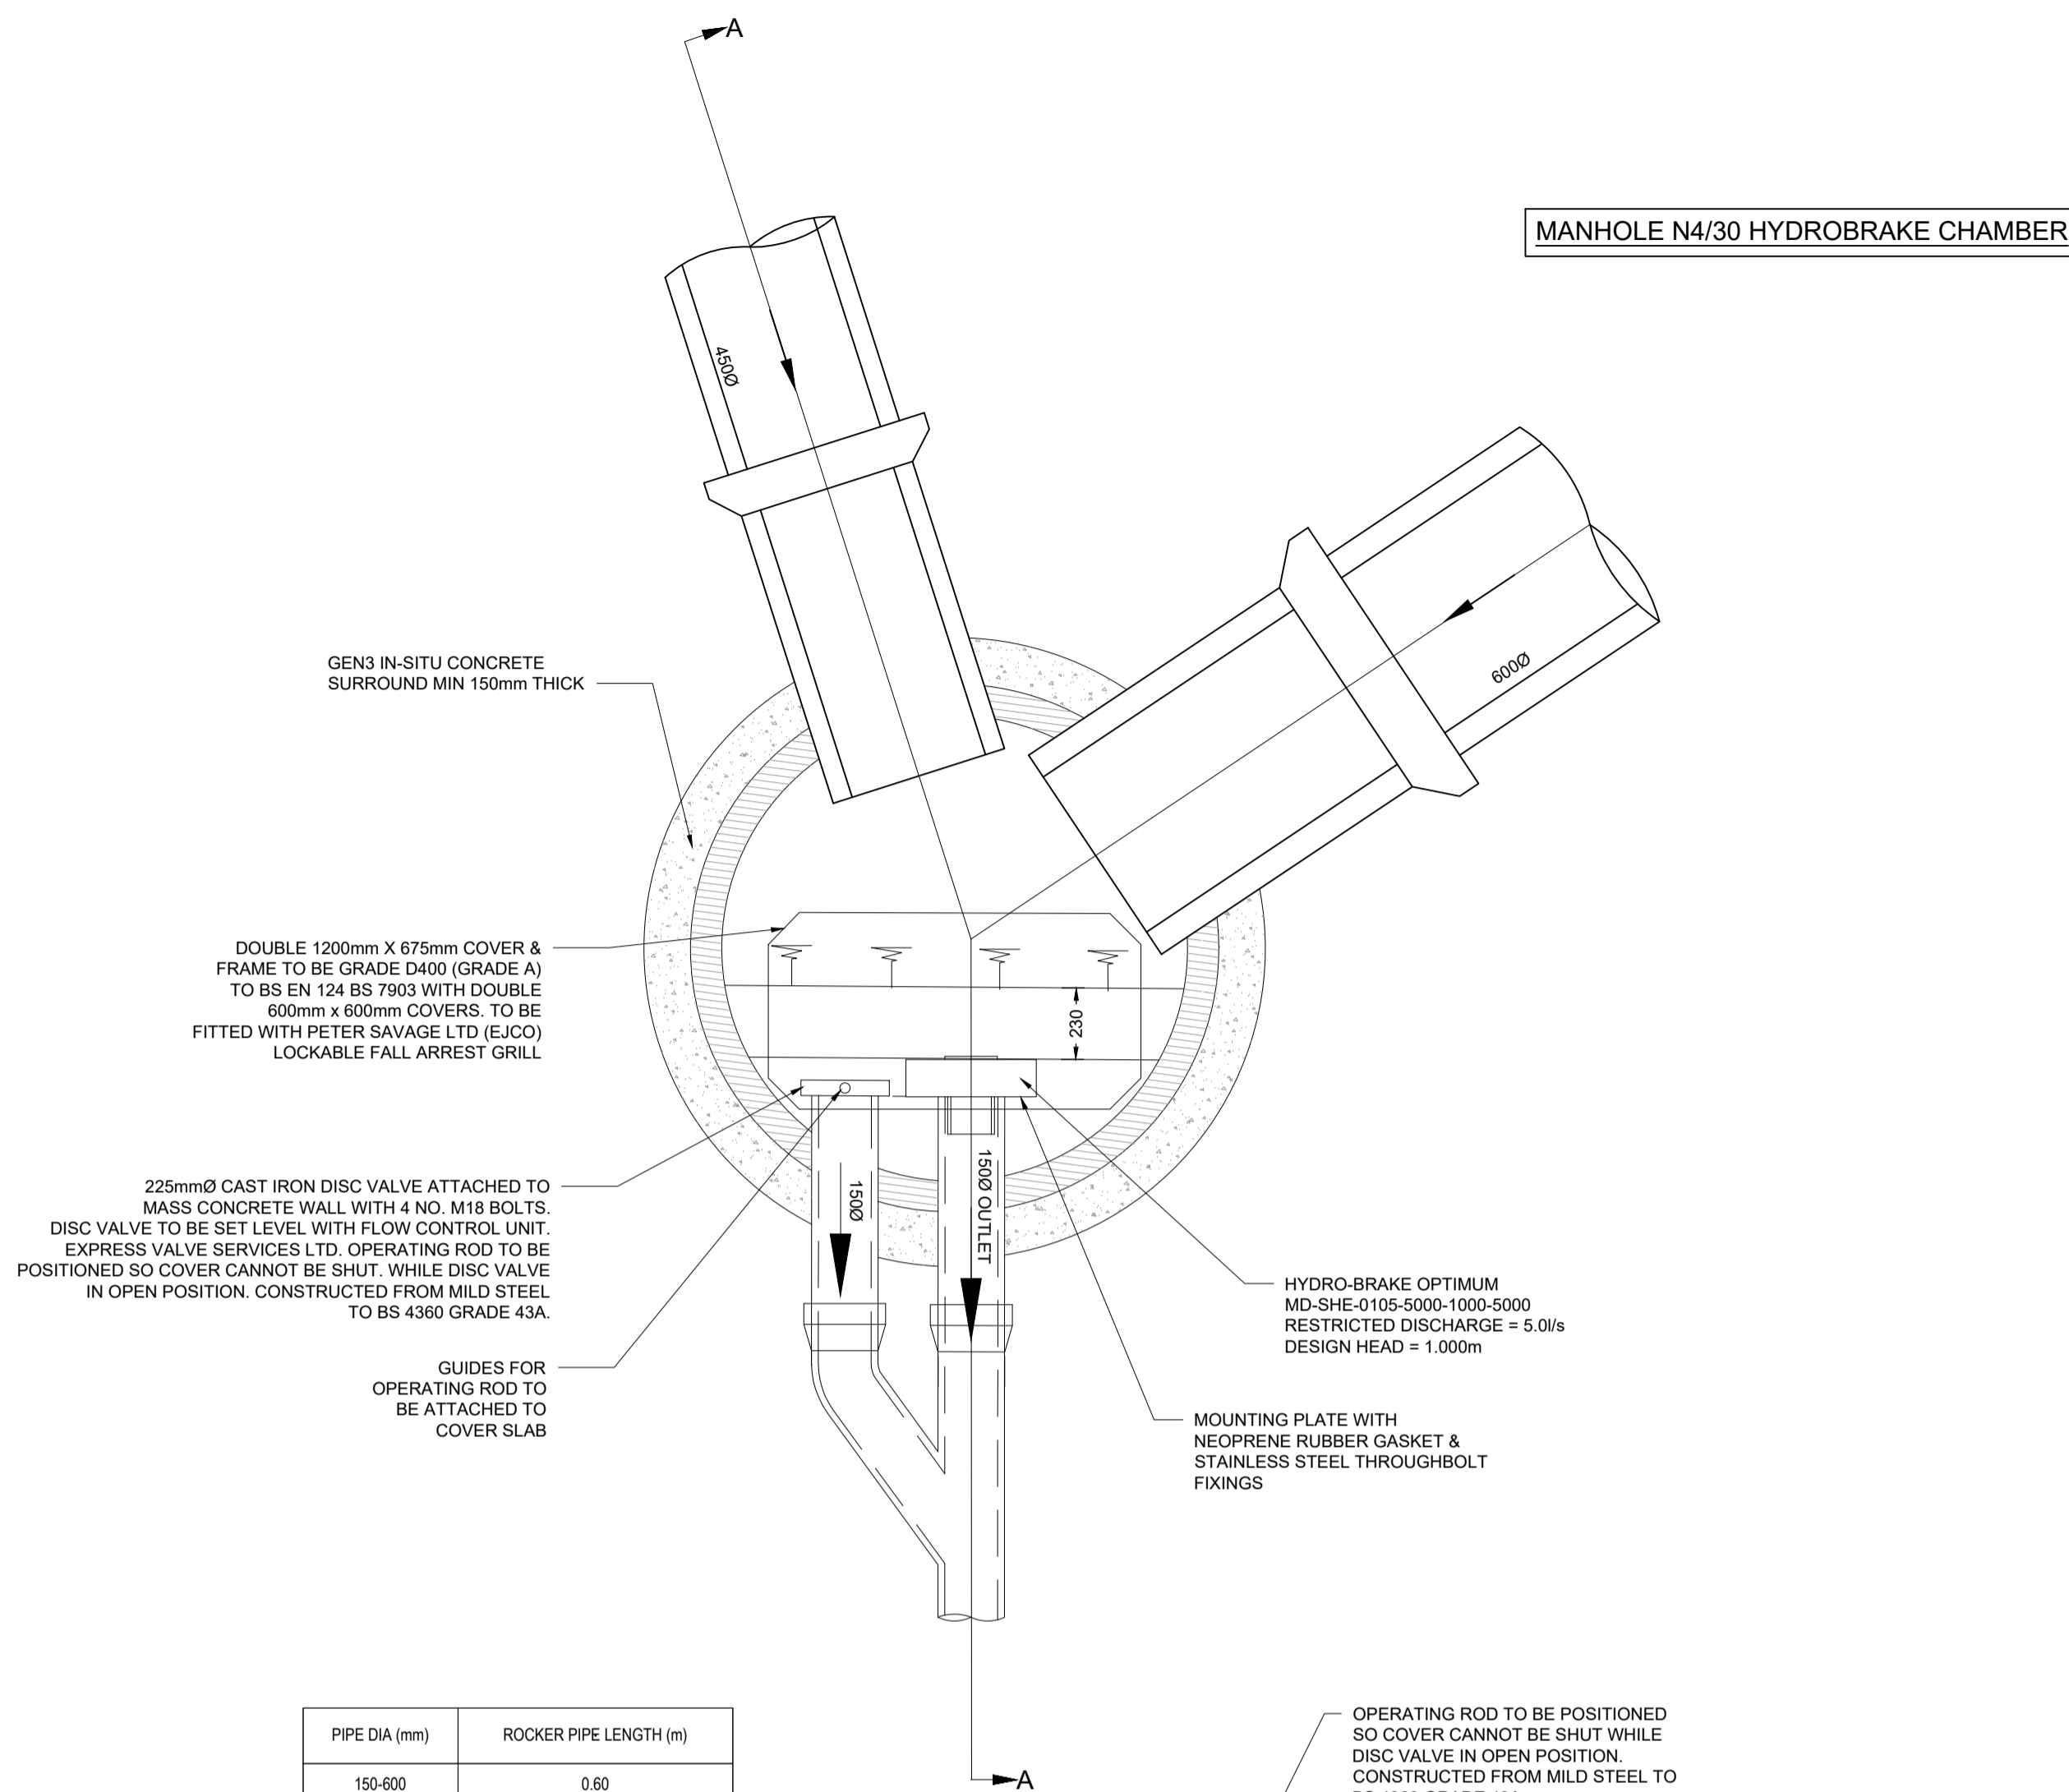 A
MANHOLE N4/30 HYDROBRAKE CHAMBER
450Ø
600Ø
GEN3 IN-SITU CONCRETE
SURROUND MIN 150mm THICK
DOUBLE 1200mm X 675mm COVER &
FRAME TO BE GRADE D400 (GRADE A)
TO BS EN 124 BS 7903 WITH DOUBLE
600mm x 600mm COVERS. TO BE
FITTED WITH PETER SAVAGE LTD (EJCO)
LOCKABLE FALL ARREST GRILL
230
225mmØ CAST IRON DISC VALVE ATTACHED TO
MASS CONCRETE WALL WITH 4 NO. M18 BOLTS.
DISC VALVE TO BE SET LEVEL WITH FLOW CONTROL UNIT.
EXPRESS VALVE SERVICES LTD. OPERATING ROD TO BE
POSITIONED SO COVER CANNOT BE SHUT. WHILE DISC VALVE
IN OPEN POSITION. CONSTRUCTED FROM MILD STEEL
TO BS 4360 GRADE 43A.
150Ø
150Ø OUTLET
HYDRO-BRAKE OPTIMUM
MD-SHE-0105-5000-1000-5000
RESTRICTED DISCHARGE = 5.0l/s
DESIGN HEAD = 1.000m
GUIDES FOR
OPERATING ROD TO
BE ATTACHED TO
COVER SLAB
MOUNTING PLATE WITH
NEOPRENE RUBBER GASKET &
STAINLESS STEEL THROUGHBOLT
FIXINGS
PIPE DIA (mm) ROCKER PIPE LENGTH (m)
150-600 0.60
A
OPERATING ROD TO BE POSITIONED
SO COVER CANNOT BE SHUT WHILE
DISC VALVE IN OPEN POSITION.
CONSTRUCTED FROM MILD STEEL TO